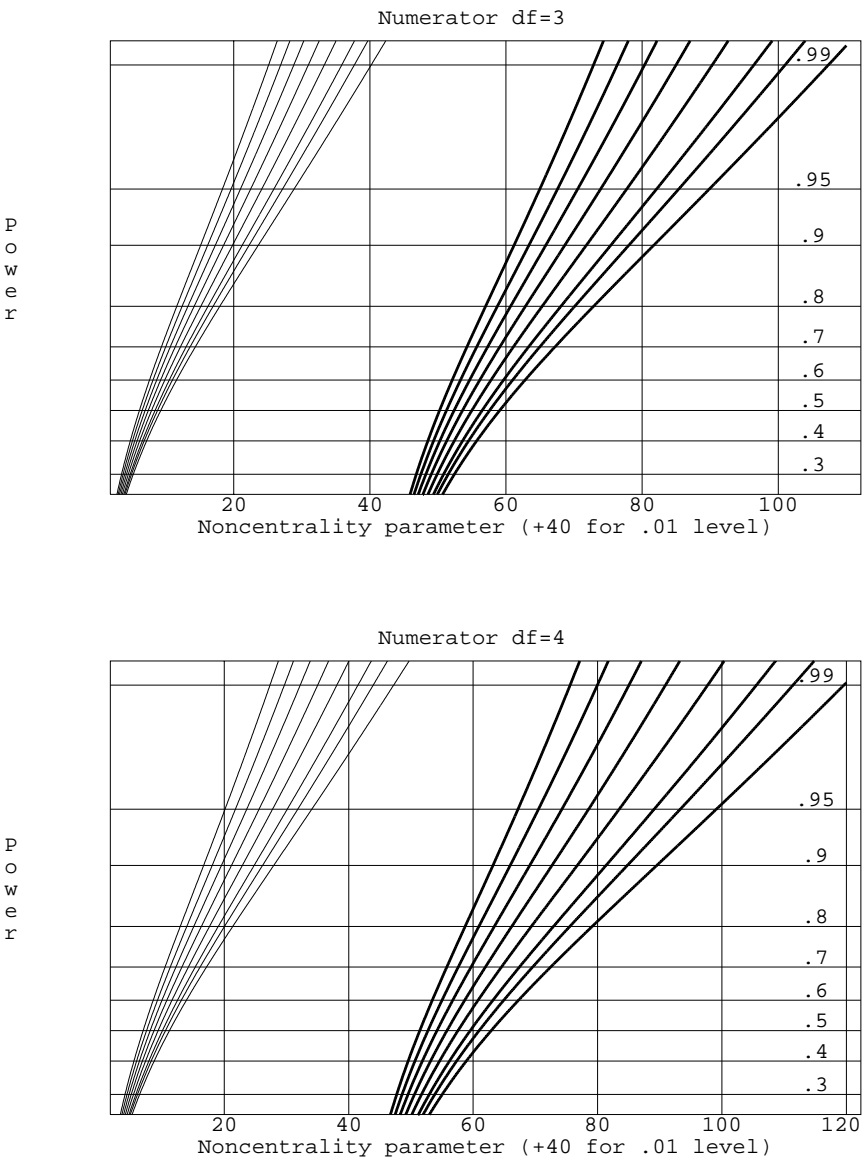 Numerator df=3
.99
.95
.9
.8
.7
.6
.5
.4
.3
Power
20 40 60 80 100
Noncentrality parameter (+40 for .01 level)
Numerator df=4
.99
.95
.9
.8
.7
.6
.5
.4
.3
Power
20 40 60 80 100 120
Noncentrality parameter (+40 for .01 level)